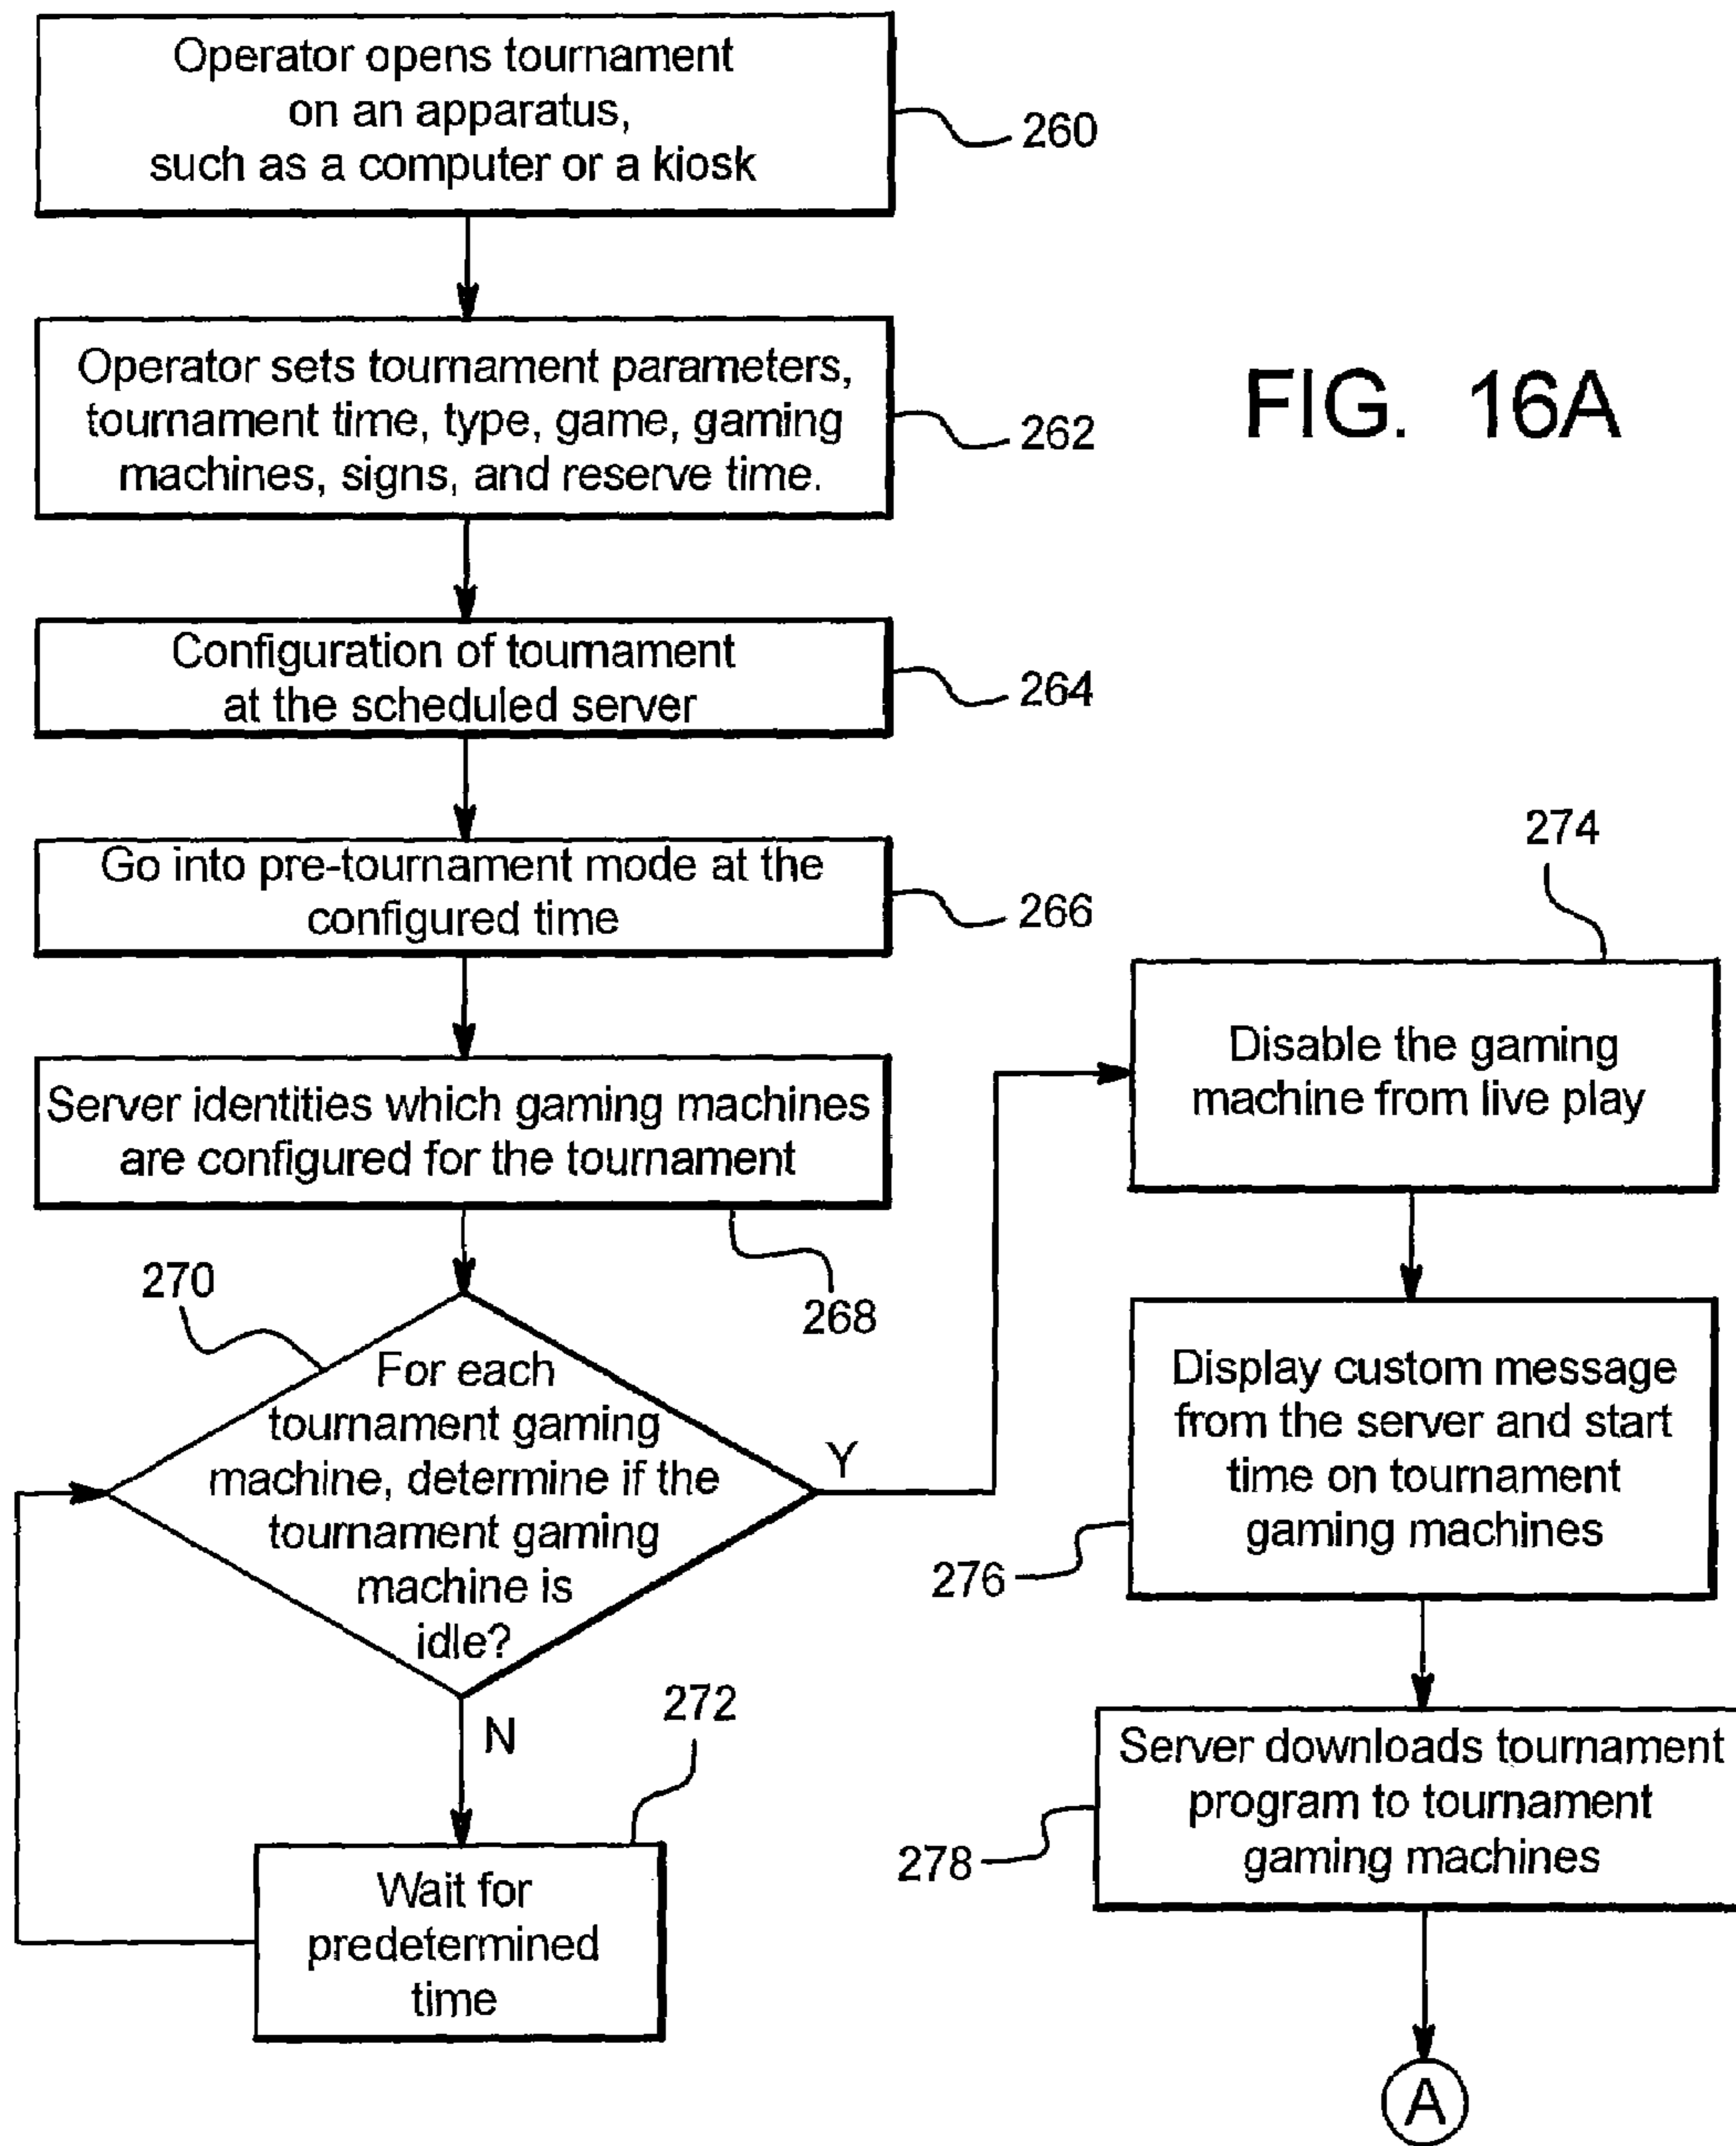 Operator opens tournament
on an apparatus,
such as a computer or a kiosk
260
Operator sets tournament parameters,
tournament time, type, game, gaming
machines, signs, and reserve time.
262
FIG. 16A
Configuration of tournament
at the scheduled server
264
Go into pre-tournament mode at the
configured time
266
Server identities which gaming machines
are configured for the tournament
268
270
For each
tournament gaming
machine, determine if the
tournament gaming
machine is
idle?
Y
N
272
Wait for
predetermined
time
274
Disable the gaming
machine from live play
Display custom message
from the server and start
time on tournament
gaming machines
276
Server downloads tournament
program to tournament
gaming machines
278
A